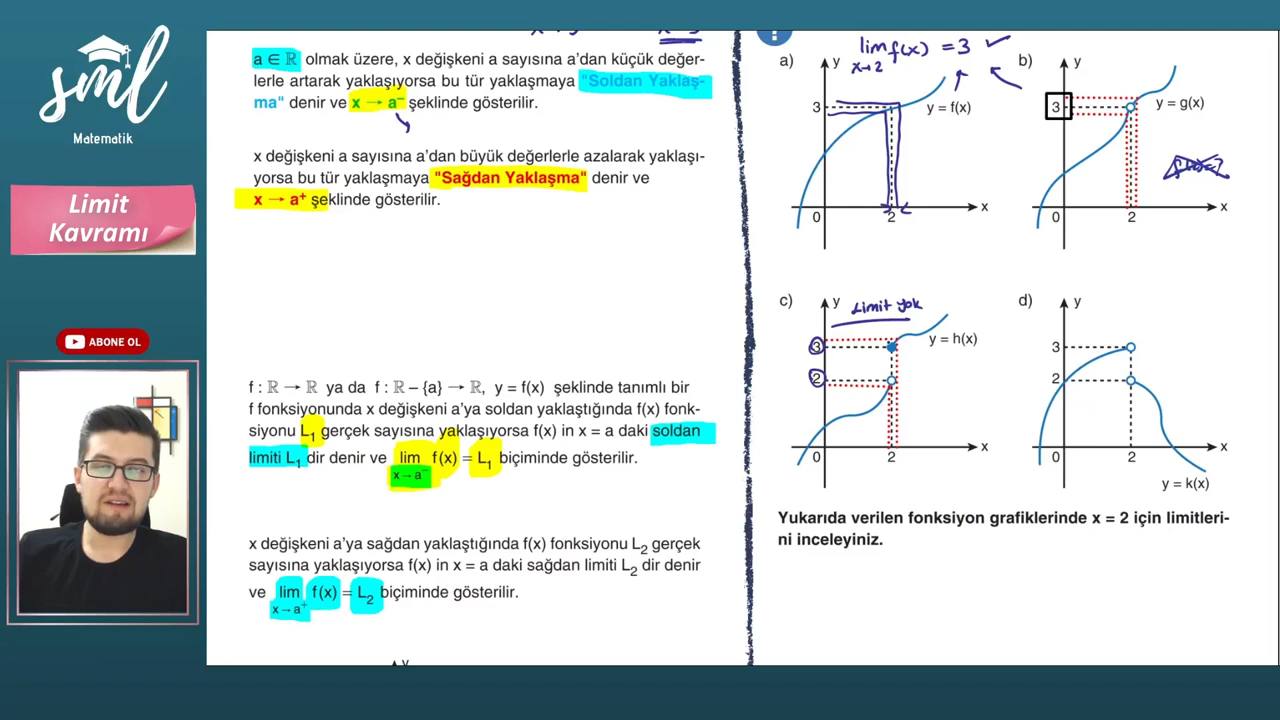 sml
Matematik
Limit
Kavramı
ABONE OL
a ∈ ℝ olmak üzere, x değişkeni a sayısına a'dan küçük değer-
lerle artarak yaklaşıyorsa bu tür yaklaşmaya "Soldan Yaklaş-
ma" denir ve x → a⁻ şeklinde gösterilir.
x değişkeni a sayısına a'dan büyük değerlerle azalarak yaklaşı-
yorsa bu tür yaklaşmaya "Sağdan Yaklaşma" denir ve
x → a⁺ şeklinde gösterilir.
f : ℝ → ℝ ya da f : ℝ – {a} → ℝ, y = f(x) şeklinde tanımlı bir
f fonksiyonunda x değişkeni a'ya soldan yaklaştığında f(x) fonk-
siyonu L₁ gerçek sayısına yaklaşıyorsa f(x) in x = a daki soldan
limiti L₁ dir denir ve lim f(x) = L₁ biçiminde gösterilir.
x → a⁻
x değişkeni a'ya sağdan yaklaştığında f(x) fonksiyonu L₂ gerçek
sayısına yaklaşıyorsa f(x) in x = a daki sağdan limiti L₂ dir denir
ve lim f(x) = L₂ biçiminde gösterilir.
x → a⁺
y
!
lim f(x) = 3 ✓
x→2
a)
y
3
y = f(x)
0
2
x
b)
y
3
y = g(x)
0
2
x
c)
y
Limit yok
3
2
y = h(x)
0
2
x
d)
y
3
2
0
2
x
y = k(x)
Yukarıda verilen fonksiyon grafiklerinde x = 2 için limitleri-
ni inceleyiniz.